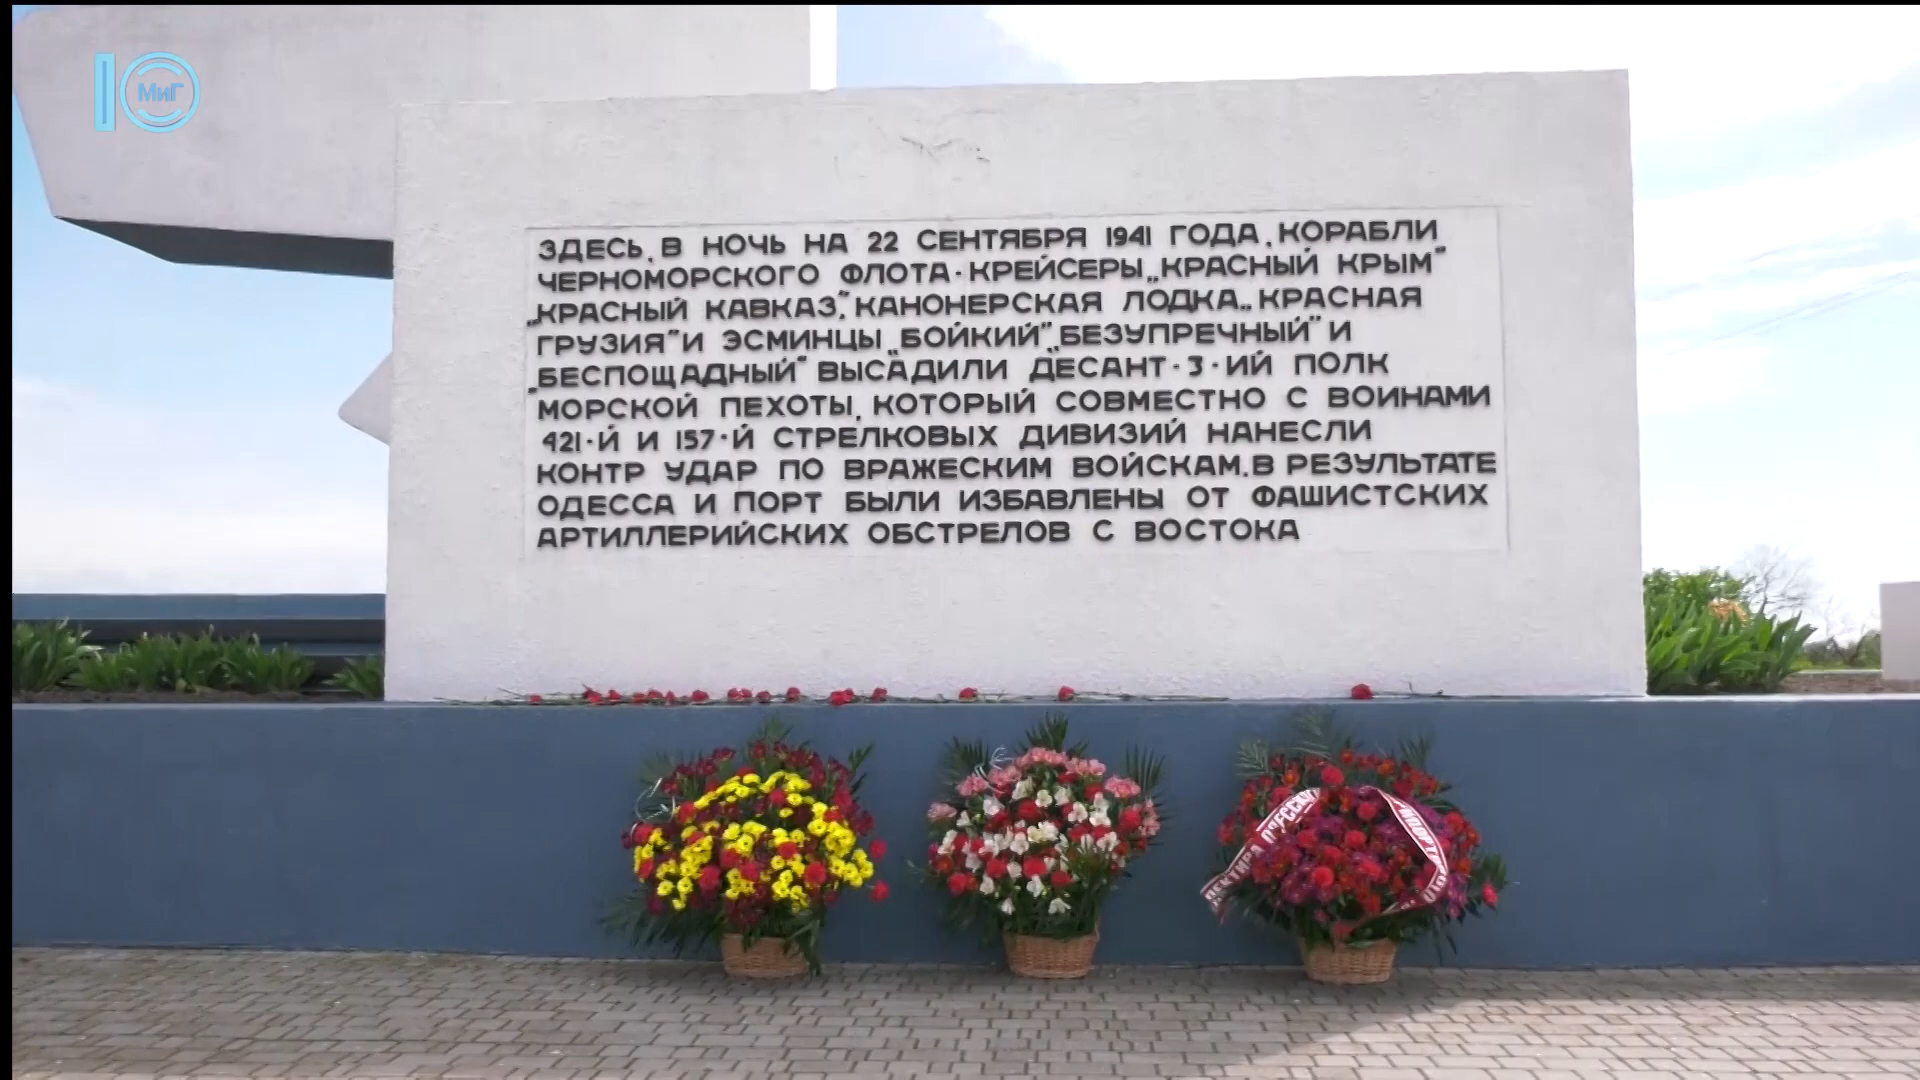 МиГ
ЗДЕСЬ, В НОЧЬ НА 22 СЕНТЯБРЯ 1941 ГОДА, КОРАБЛИ
ЧЕРНОМОРСКОГО ФЛОТА·КРЕЙСЕРЫ „КРАСНЫЙ КРЫМ"
„КРАСНЫЙ КАВКАЗ", КАНОНЕРСКАЯ ЛОДКА „КРАСНАЯ
ГРУЗИЯ" И ЭСМИНЦЫ „БОЙКИЙ" „БЕЗУПРЕЧНЫЙ" И
„БЕСПОЩАДНЫЙ" ВЫСАДИЛИ ДЕСАНТ·3·ИЙ ПОЛК
МОРСКОЙ ПЕХОТЫ, КОТОРЫЙ СОВМЕСТНО С ВОИНАМИ
421·Й И 157·Й СТРЕЛКОВЫХ ДИВИЗИЙ НАНЕСЛИ
КОНТР УДАР ПО ВРАЖЕСКИМ ВОЙСКАМ. В РЕЗУЛЬТАТЕ
ОДЕССА И ПОРТ БЫЛИ ИЗБАВЛЕНЫ ОТ ФАШИСТСКИХ
АРТИЛЛЕРИЙСКИХ ОБСТРЕЛОВ С ВОСТОКА